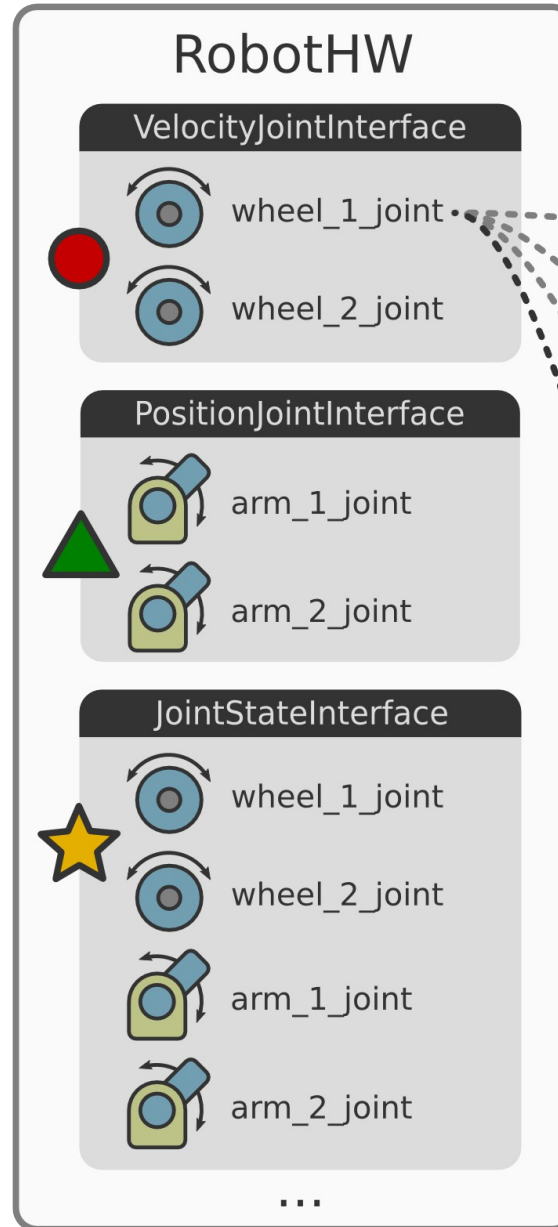 RobotHW
VelocityJointInterface
wheel_1_joint
wheel_2_joint
PositionJointInterface
arm_1_joint
arm_2_joint
JointStateInterface
wheel_1_joint
wheel_2_joint
arm_1_joint
arm_2_joint
...